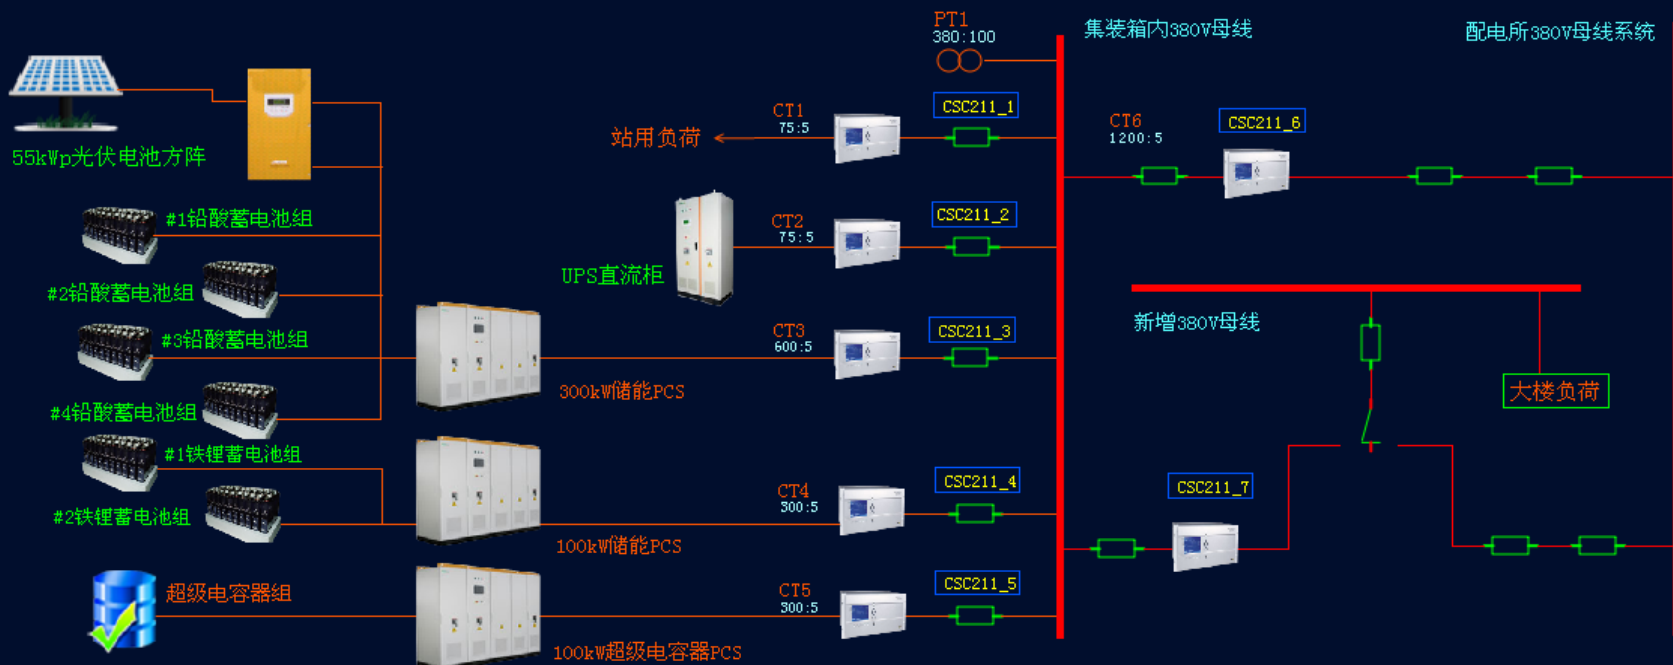 PT1
380:100
集装箱内380V母线
配电所380V母线系统
CT1
75:5
CSC211_1
站用负荷
CT6
1200:5
CSC211_6
55kWp光伏电池方阵
#1铅酸蓄电池组
CT2
75:5
CSC211_2
UPS直流柜
#2铅酸蓄电池组
#3铅酸蓄电池组
CT3
600:5
CSC211_3
新增380V母线
300kW储能PCS
大楼负荷
#4铅酸蓄电池组
#1铁锂蓄电池组
CT4
300:5
CSC211_4
CSC211_7
#2铁锂蓄电池组
100kW储能PCS
超级电容器组
CT5
300:5
CSC211_5
100kW超级电容器PCS